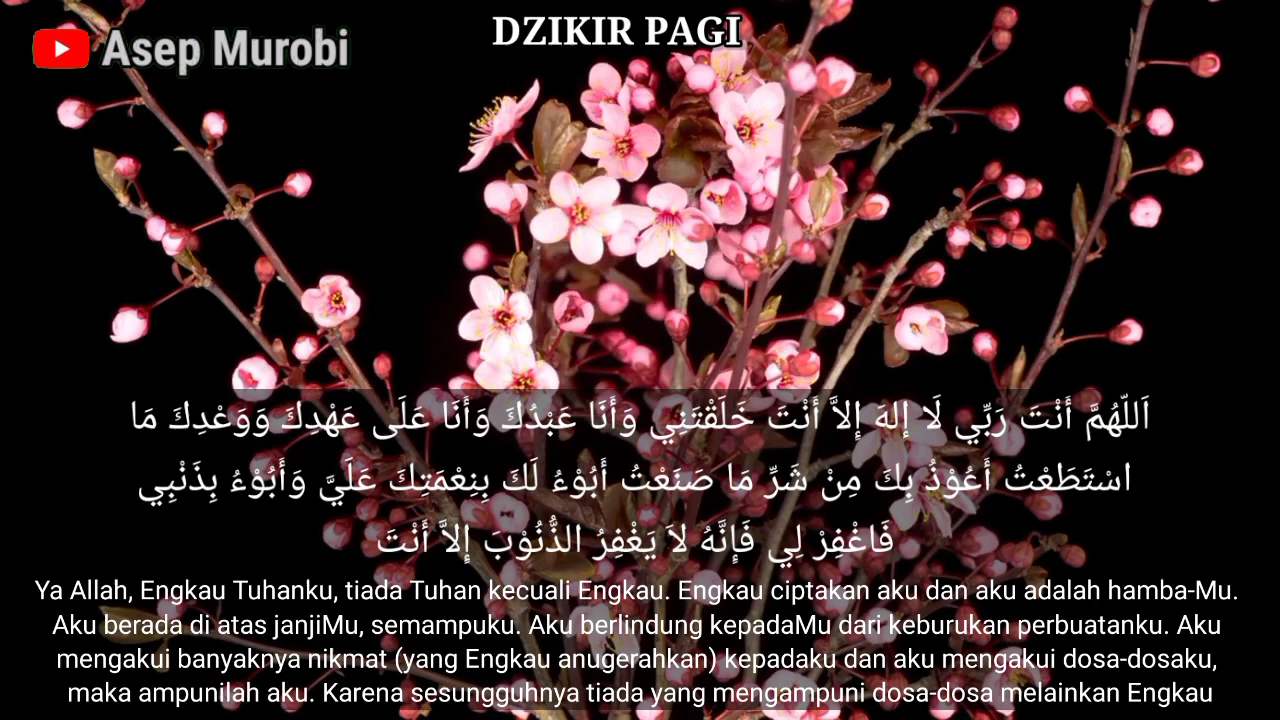 DZIKIR PAGI
Asep Murobi
اَللّهُمَّ أَنْتَ رَبِّي لَا إِلهَ إِلاَّ أَنْتَ خَلَقْتَنِي وَأَنَا عَبْدُكَ وَأَنَا عَلَى عَهْدِكَ وَوَعْدِكَ مَا
اسْتَطَعْتُ أَعُوْذُ بِكَ مِنْ شَرِّ مَا صَنَعْتُ أَبُوْءُ لَكَ بِنِعْمَتِكَ عَلَيَّ وَأَبُوْءُ بِذَنْبِي
فَاغْفِرْ لِي فَإِنَّهُ لاَ يَغْفِرُ الذُّنُوْبَ إِلاَّ أَنْتَ
Ya Allah, Engkau Tuhanku, tiada Tuhan kecuali Engkau. Engkau ciptakan aku dan aku adalah hamba-Mu.
Aku berada di atas janjiMu, semampuku. Aku berlindung kepadaMu dari keburukan perbuatanku. Aku
mengakui banyaknya nikmat (yang Engkau anugerahkan) kepadaku dan aku mengakui dosa-dosaku,
maka ampunilah aku. Karena sesungguhnya tiada yang mengampuni dosa-dosa melainkan Engkau